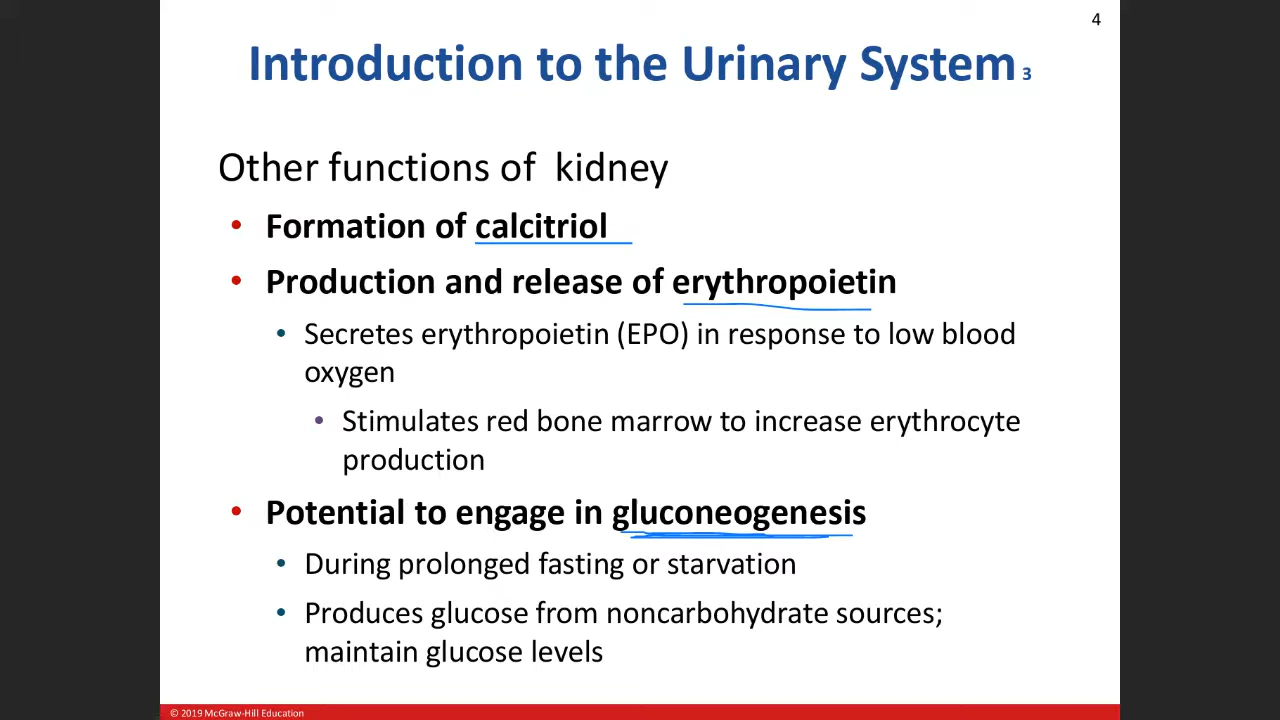 4
Introduction to the Urinary System 3
Other functions of kidney
• Formation of calcitriol
• Production and release of erythropoietin
• Secretes erythropoietin (EPO) in response to low blood
oxygen
• Stimulates red bone marrow to increase erythrocyte
production
• Potential to engage in gluconeogenesis
• During prolonged fasting or starvation
• Produces glucose from noncarbohydrate sources;
maintain glucose levels
© 2019 McGraw-Hill Education